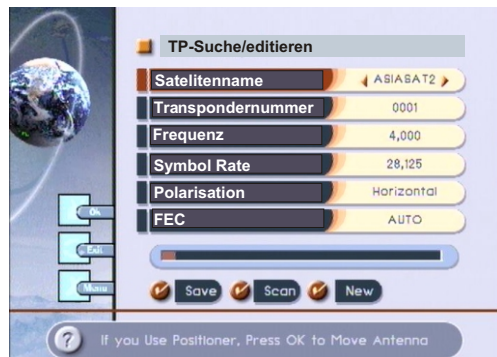 TP-Suche/editieren
Satelitenname ASIASAT2
Transpondernummer 0001
Frequenz 4,000
Symbol Rate 28,125
Polarisation Horizontal
FEC AUTO
Ok
Exit
Menu
Save Scan New
? If you Use Positioner, Press OK to Move Antenna